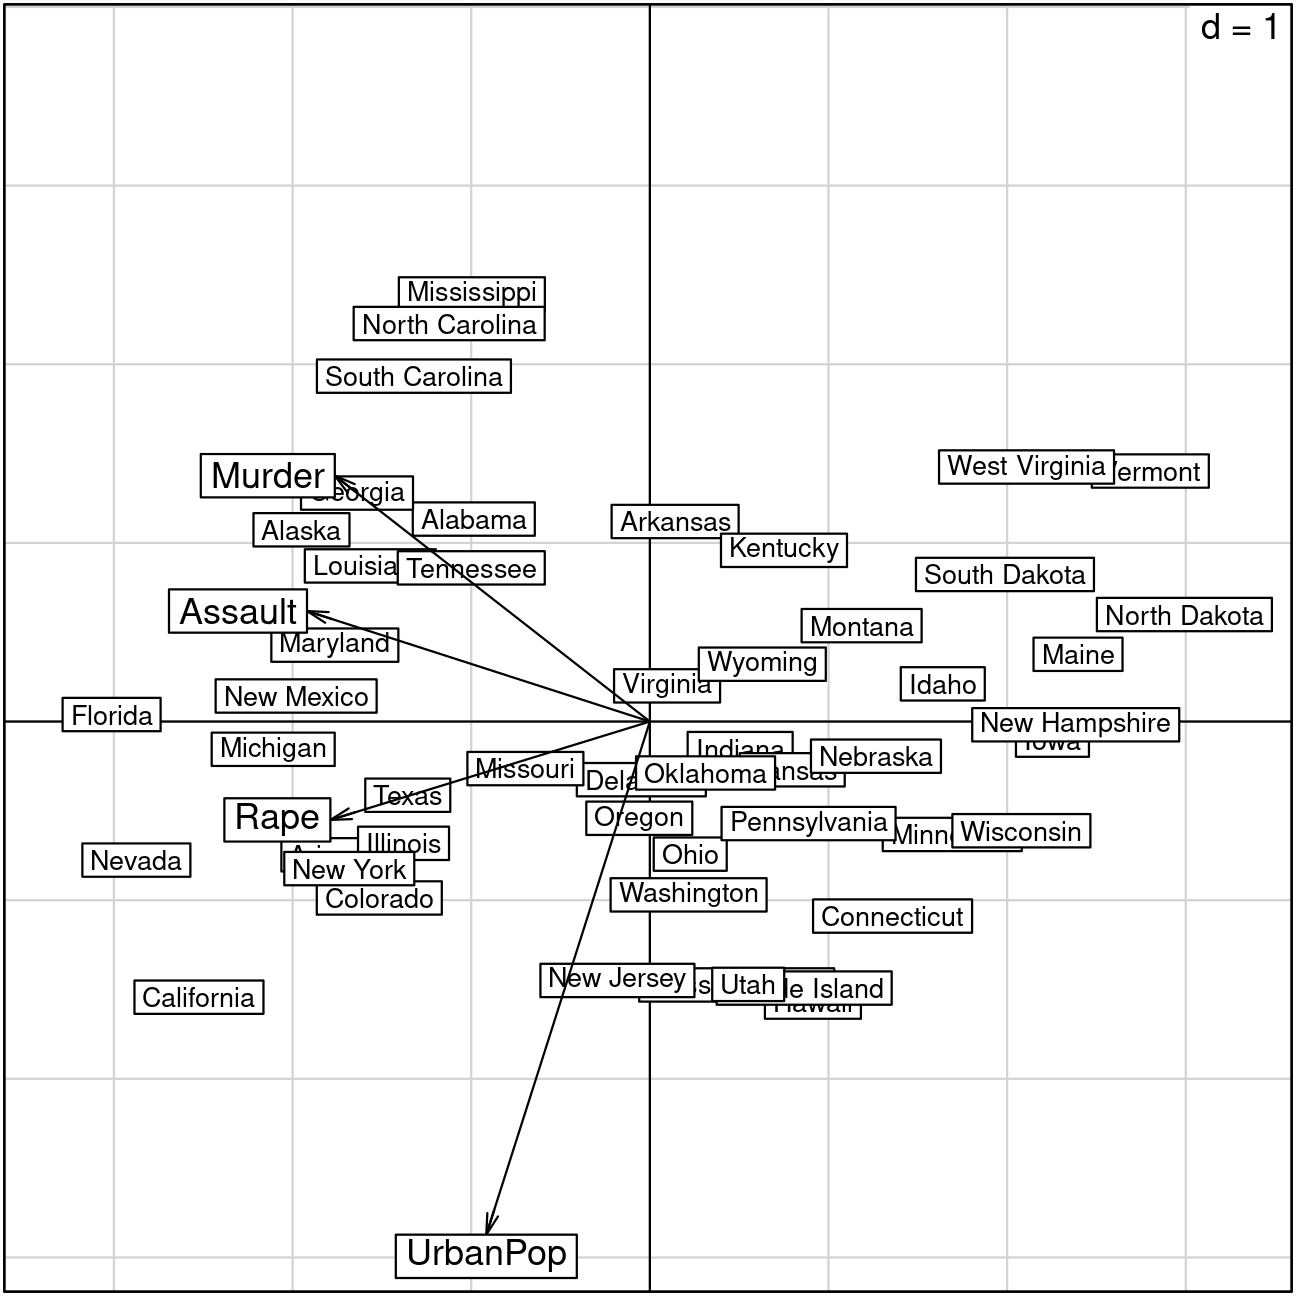 d = 1
Mississippi
North Carolina
South Carolina
Murder
Georgia
West Virginia
Vermont
Alaska
Alabama
Arkansas
Kentucky
Louisia
Tennessee
South Dakota
Assault
North Dakota
Maryland
Montana
Maine
Wyoming
Virginia
Idaho
New Mexico
Florida
New Hampshire
Iowa
Michigan
Indiana
Nebraska
Missouri
Dela
Oklahoma
ansas
Texas
Rape
Oregon
Pennsylvania
Minn
Wisconsin
Illinois
Ohio
Nevada
New York
Colorado
Washington
Connecticut
New Jersey
ss
Utah
de Island
Hawaii
California
UrbanPop